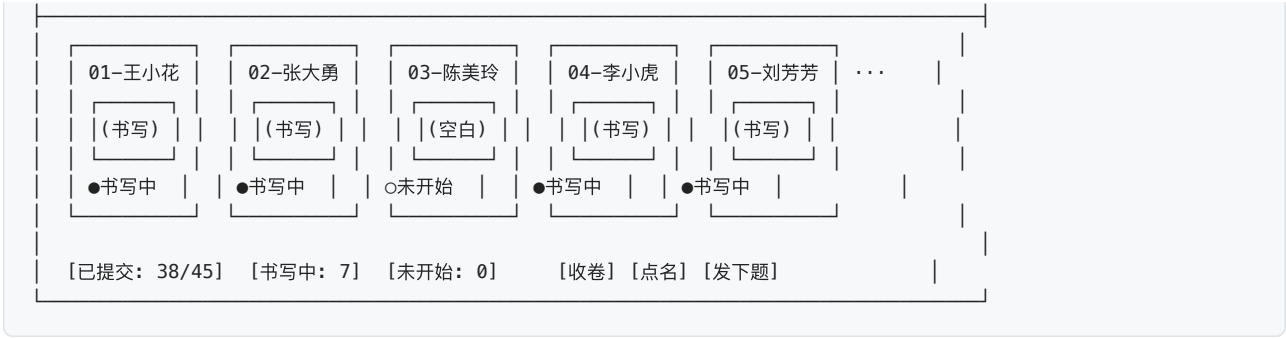 01-王小花 02-张大勇 03-陈美玲 04-李小虎 05-刘芳芳 ···
(书写) (书写) (空白) (书写) (书写)
●书写中 ●书写中 ○未开始 ●书写中 ●书写中
[已提交: 38/45] [书写中: 7] [未开始: 0] [收卷] [点名] [发下题]